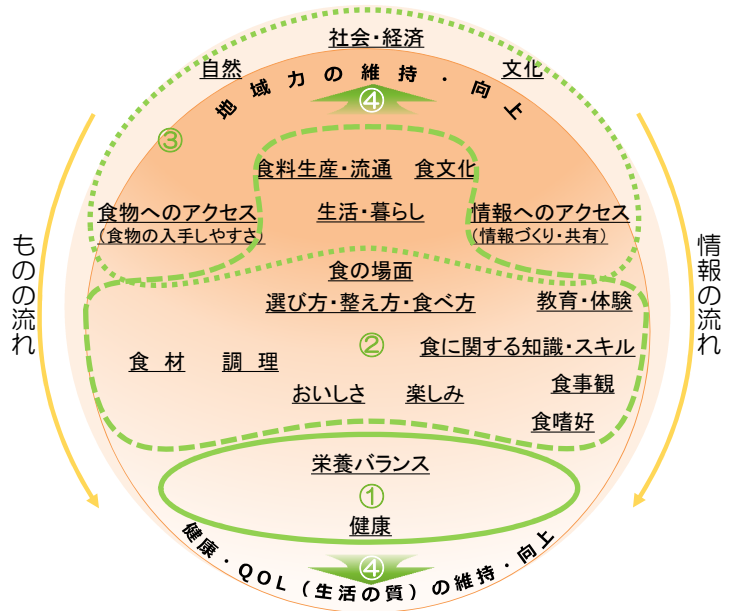 社会・経済
自然
文化
地域力の維持・向上
④
③
食料生産・流通
食文化
食物へのアクセス
(食物の入手しやすさ)
生活・暮らし
情報へのアクセス
(情報づくり・共有)
ものの流れ
情報の流れ
食の場面
選び方・整え方・食べ方
教育・体験
②
食に関する知識・スキル
食材
調理
おいしさ
楽しみ
食事観
食嗜好
栄養バランス
①
健康
④
健康・QOL(生活の質)の維持・向上